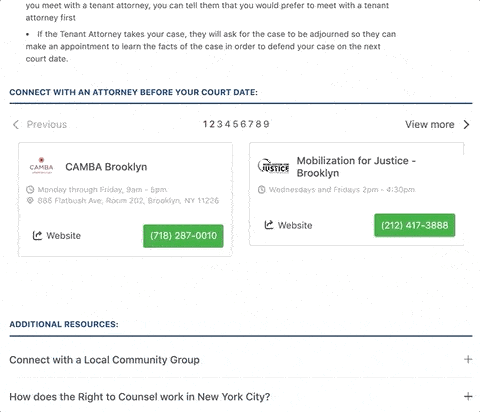 you meet with a tenant attorney, you can tell them that you would prefer to meet with a tenant
attorney first
• If the Tenant Attorney takes your case, they will ask for the case to be adjourned so they can
make an appointment to learn the facts of the case in order to defend your case on the next
court date.
CONNECT WITH AN ATTORNEY BEFORE YOUR COURT DATE:
Previous
1 2 3 4 5 6 7 8 9
View more
CAMBA
CAMBA Brooklyn
Monday through Friday, 9am - 5pm
885 Flatbush Ave, Room 202, Brooklyn, NY 11226
Website
(718) 287-0010
JUSTICE
Mobilization for Justice -
Brooklyn
Wednesdays and Fridays 2pm - 4:30pm
Website
(212) 417-3888
ADDITIONAL RESOURCES:
Connect with a Local Community Group
+
How does the Right to Counsel work in New York City?
+